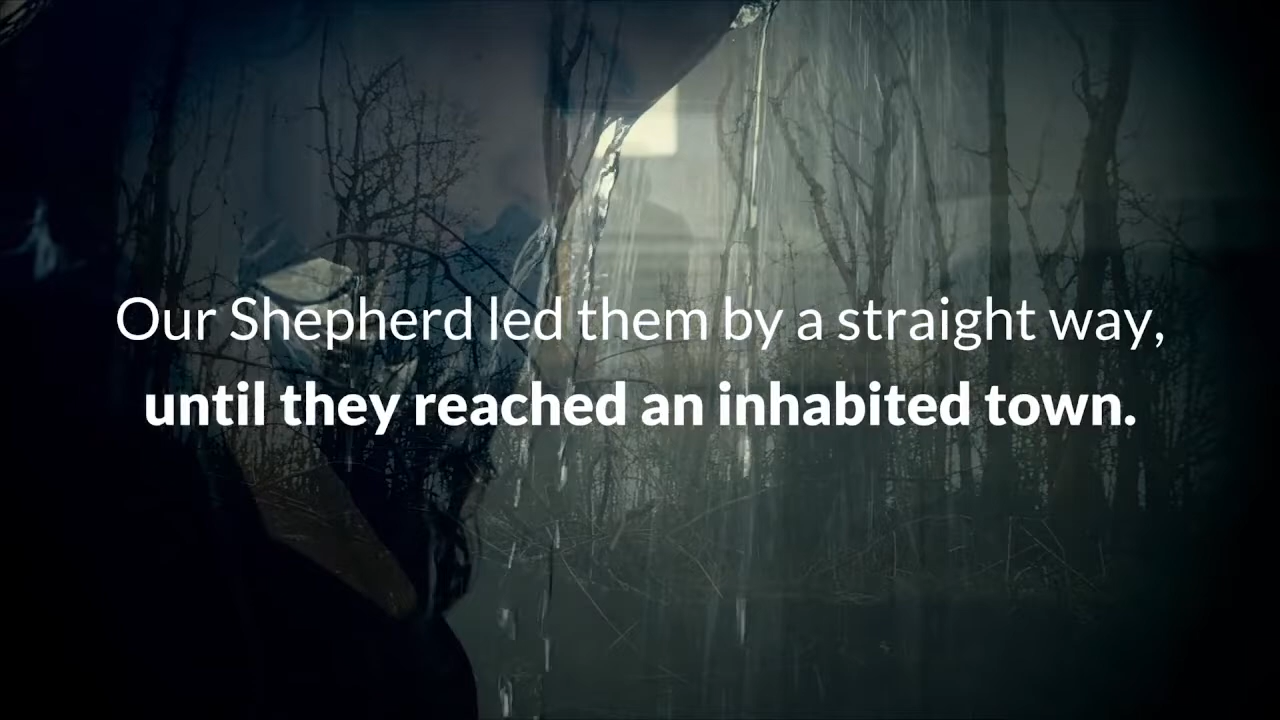 Our Shepherd led them by a straight way,
until they reached an inhabited town.